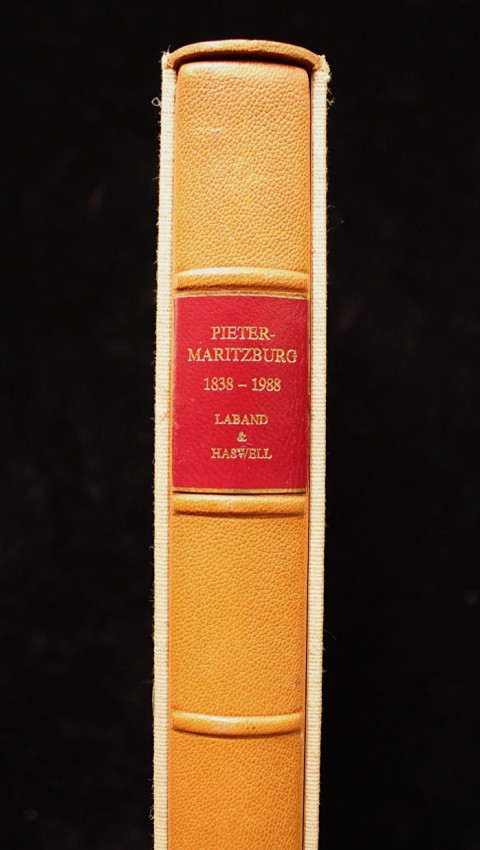 PIETER-
MARITZBURG
1838 – 1988
LABAND
&
HASWELL